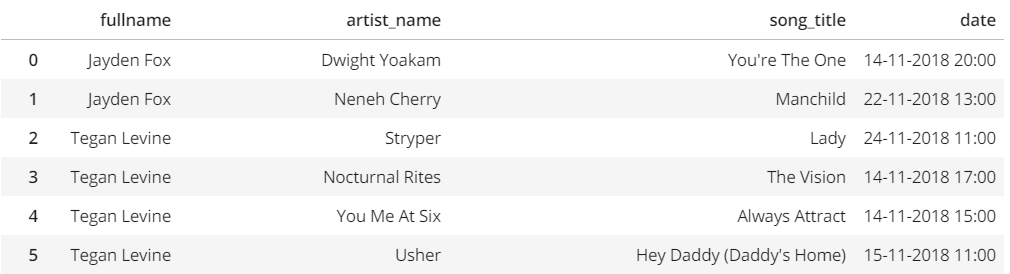 fullname artist_name song_title date
0 Jayden Fox Dwight Yoakam You're The One 14-11-2018 20:00
1 Jayden Fox Neneh Cherry Manchild 22-11-2018 13:00
2 Tegan Levine Stryper Lady 24-11-2018 11:00
3 Tegan Levine Nocturnal Rites The Vision 14-11-2018 17:00
4 Tegan Levine You Me At Six Always Attract 14-11-2018 15:00
5 Tegan Levine Usher Hey Daddy (Daddy's Home) 15-11-2018 11:00